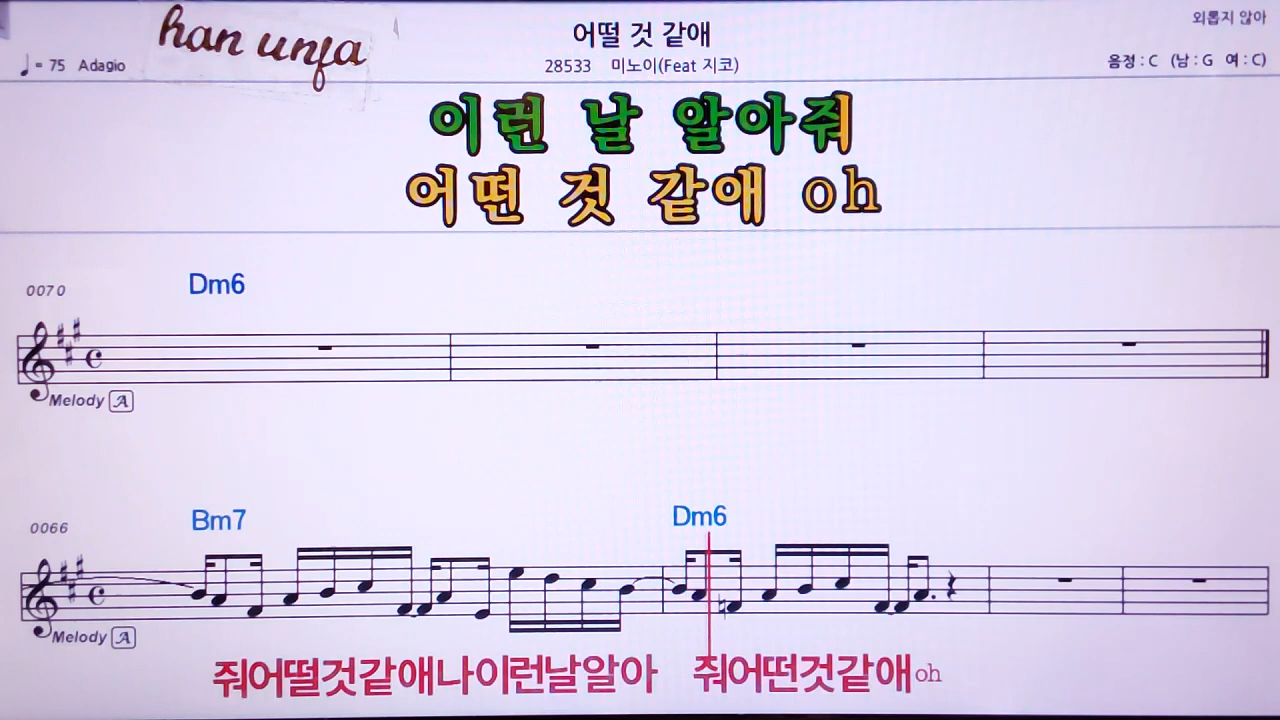 han unfa
어떨 것 같애
외롭지 않아
♩= 75 Adagio
28533 미노이(Feat 지코)
음정 : C (남 : G 여 : C)
이런 날 알아줘
어떤 것 같애 oh
0070
Dm6
Melody A
0066
Bm7
Dm6
Melody A
줘어떨것같애나이런날알아 줘어떤것같애oh